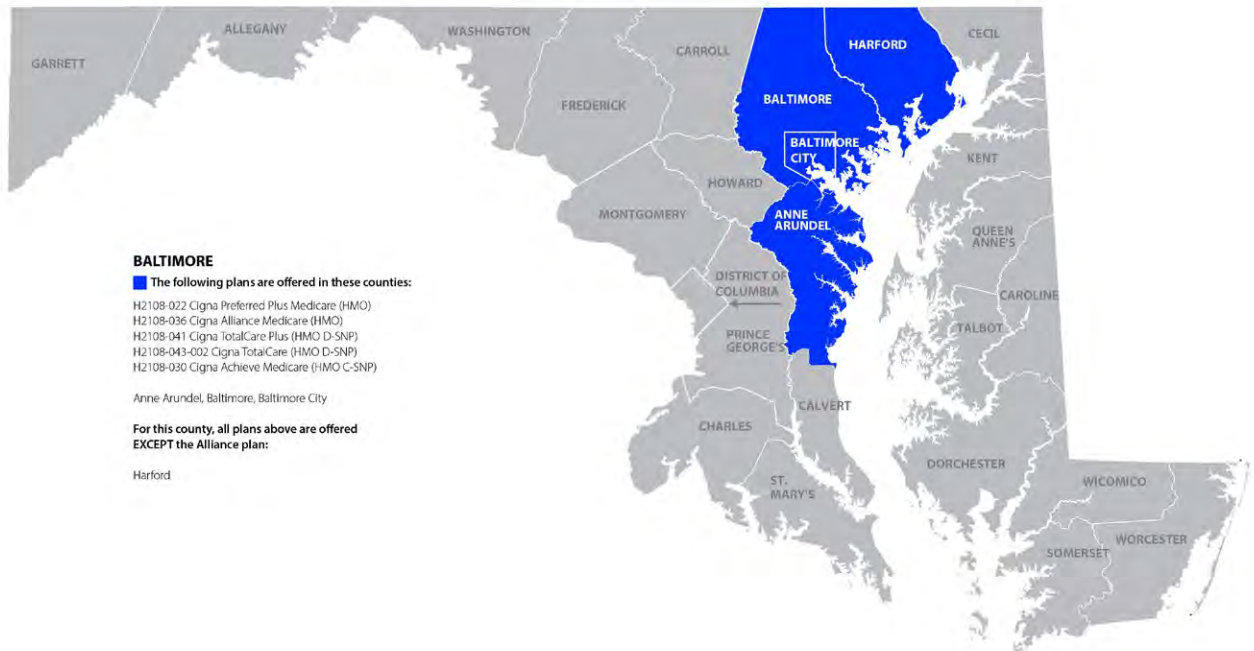 ALLEGANY
WASHINGTON
CECIL
HARFORD
CARROLL
GARRETT
BALTIMORE
FREDERICK
BALTIMORE
CITY
KENT
HOWARD
MONTGOMERY
ANNE
ARUNDEL
QUEEN
ANNE'S
DISTRICT OF
COLUMBIA
CAROLINE
TALBOT
PRINCE
GEORGE'S
CALVERT
CHARLES
DORCHESTER
ST.
MARY'S
WICOMICO
WORCESTER
SOMERSET
BALTIMORE
The following plans are offered in these counties:
H2108-022 Cigna Preferred Plus Medicare (HMO)
H2108-036 Cigna Alliance Medicare (HMO)
H2108-041 Cigna TotalCare Plus (HMO D-SNP)
H2108-043-002 Cigna TotalCare (HMO D-SNP)
H2108-030 Cigna Achieve Medicare (HMO C-SNP)
Anne Arundel, Baltimore, Baltimore City
For this county, all plans above are offered
EXCEPT the Alliance plan:
Harford